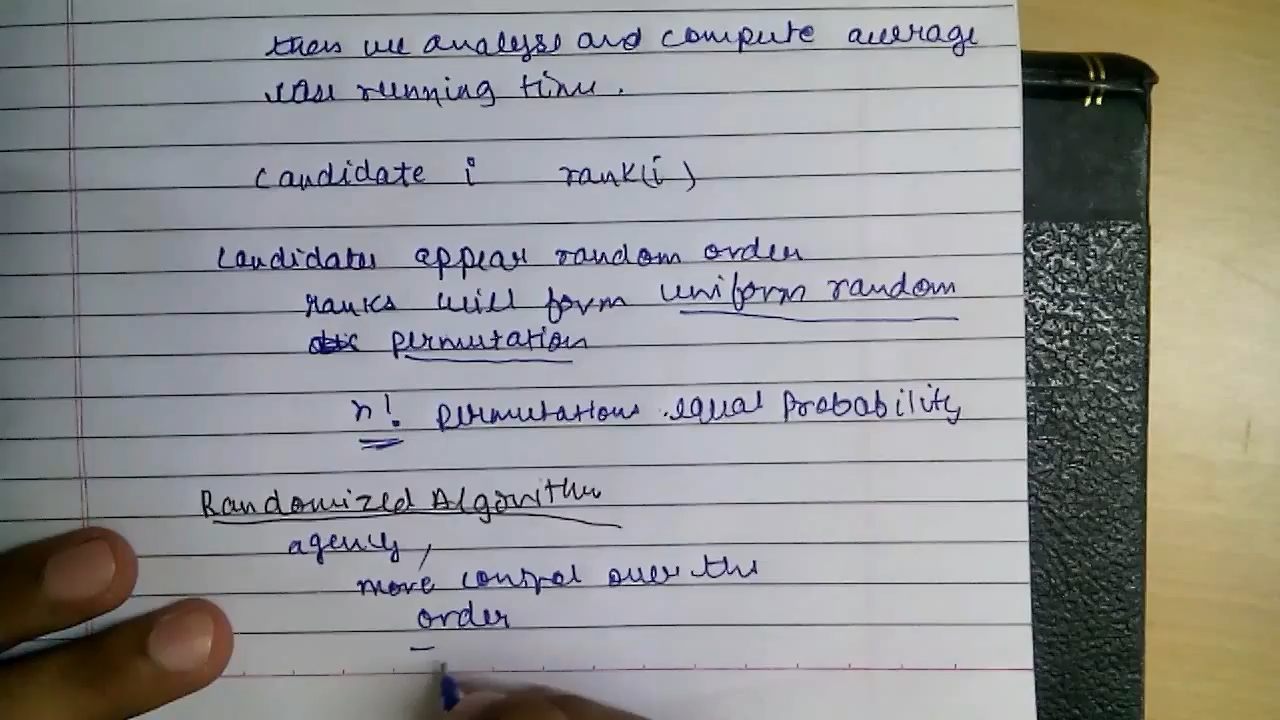 then we analyse and compute average
case running time.
Candidate i rank(i)
Candidates appear random order
ranks will form uniform random
permutation
n! permutations equal Probability
Randomized Algorithm
agency,
more control over the
order